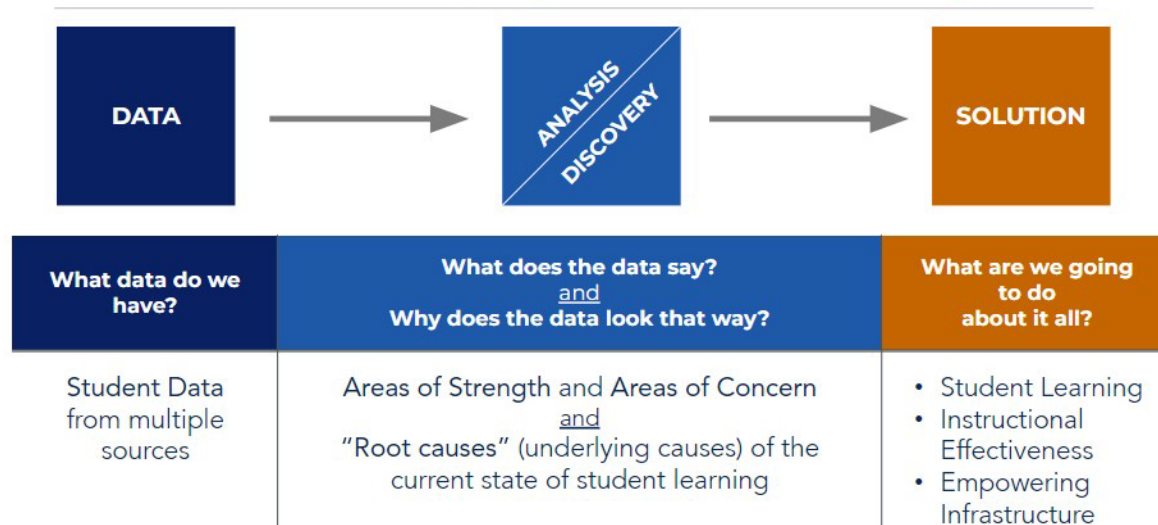 DATA
ANALYSIS
DISCOVERY
SOLUTION
What data do we
have?
What does the data say?
and
Why does the data look that way?
What are we going
to do
about it all?
Student Data
from multiple
sources
Areas of Strength and Areas of Concern
and
“Root causes” (underlying causes) of the
current state of student learning
• Student Learning
• Instructional
Effectiveness
• Empowering
Infrastructure